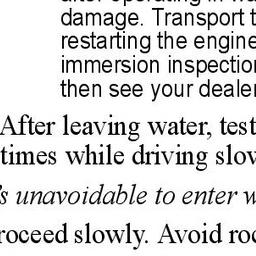 after operating in wa
damage. Transport t
restarting the engine
immersion inspection
then see your dealer
After leaving water, test
times while driving slow
's unavoidable to enter w
roceed slowly. Avoid roc